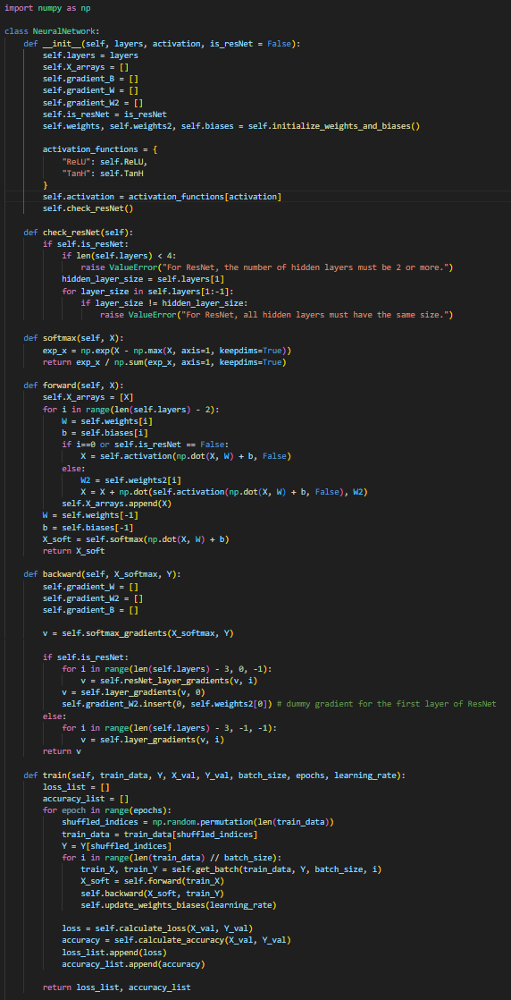 import numpy as np

class NeuralNetwork:
    def __init__(self, layers, activation, is_resNet = False):
        self.layers = layers
        self.X_arrays = []
        self.gradient_B = []
        self.gradient_W = []
        self.gradient_W2 = []
        self.is_resNet = is_resNet
        self.weights, self.weights2, self.biases = self.initialize_weights_and_biases()

        activation_functions = {
            "ReLU": self.ReLU,
            "TanH": self.TanH
        }
        self.activation = activation_functions[activation]
        self.check_resNet()

    def check_resNet(self):
        if self.is_resNet:
            if len(self.layers) < 4:
                raise ValueError("For ResNet, the number of hidden layers must be 2 or more.")
            hidden_layer_size = self.layers[1]
            for layer_size in self.layers[1:-1]:
                if layer_size != hidden_layer_size:
                    raise ValueError("For ResNet, all hidden layers must have the same size.")

    def softmax(self, X):
        exp_x = np.exp(X - np.max(X, axis=1, keepdims=True))
        return exp_x / np.sum(exp_x, axis=1, keepdims=True)

    def forward(self, X):
        self.X_arrays = [X]
        for i in range(len(self.layers) - 2):
            W = self.weights[i]
            b = self.biases[i]
            if i==0 or self.is_resNet == False:
                X = self.activation(np.dot(X, W) + b, False)
            else:
                W2 = self.weights2[i]
                X = X + np.dot(self.activation(np.dot(X, W) + b, False), W2)
            self.X_arrays.append(X)
        W = self.weights[-1]
        b = self.biases[-1]
        X_soft = self.softmax(np.dot(X, W) + b)
        return X_soft

    def backward(self, X_softmax, Y):
        self.gradient_W = []
        self.gradient_W2 = []
        self.gradient_B = []

        v = self.softmax_gradients(X_softmax, Y)

        if self.is_resNet:
            for i in range(len(self.layers) - 3, 0, -1):
                v = self.resNet_layer_gradients(v, i)
            v = self.layer_gradients(v, 0)
            self.gradient_W2.insert(0, self.weights2[0]) # dummy gradient for the first layer of ResNet
        else:
            for i in range(len(self.layers) - 3, -1, -1):
                v = self.layer_gradients(v, i)
        return v

    def train(self, train_data, Y, X_val, Y_val, batch_size, epochs, learning_rate):
        loss_list = []
        accuracy_list = []
        for epoch in range(epochs):
            shuffled_indices = np.random.permutation(len(train_data))
            train_data = train_data[shuffled_indices]
            Y = Y[shuffled_indices]
            for i in range(len(train_data) // batch_size):
                train_X, train_Y = self.get_batch(train_data, Y, batch_size, i)
                X_soft = self.forward(train_X)
                self.backward(X_soft, train_Y)
                self.update_weights_biases(learning_rate)

            loss = self.calculate_loss(X_val, Y_val)
            accuracy = self.calculate_accuracy(X_val, Y_val)
            loss_list.append(loss)
            accuracy_list.append(accuracy)

        return loss_list, accuracy_list